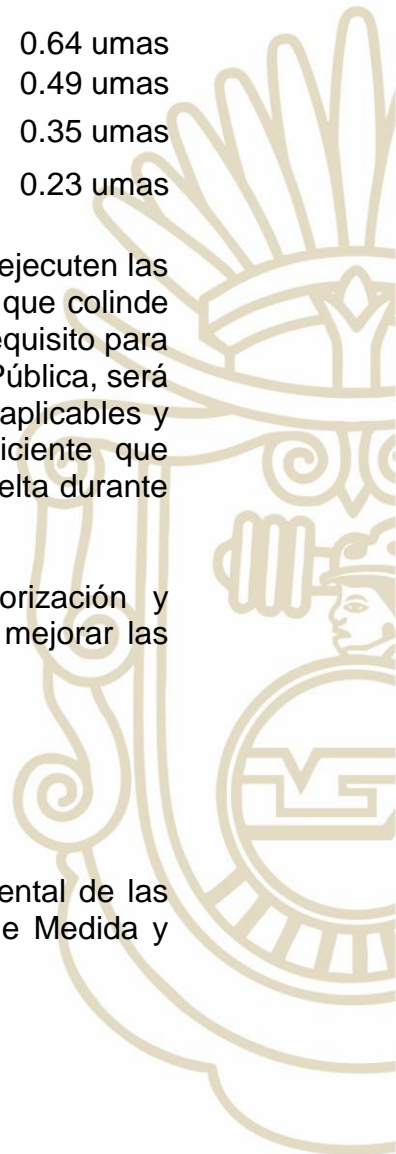 0.64 umas
0.49 umas
0.35 umas
0.23 umas
ejecuten las
que colinde
equisito para
Pública, será
aplicables y
iciente que
elta durante
orización y
mejorar las
ental de las
e Medida y